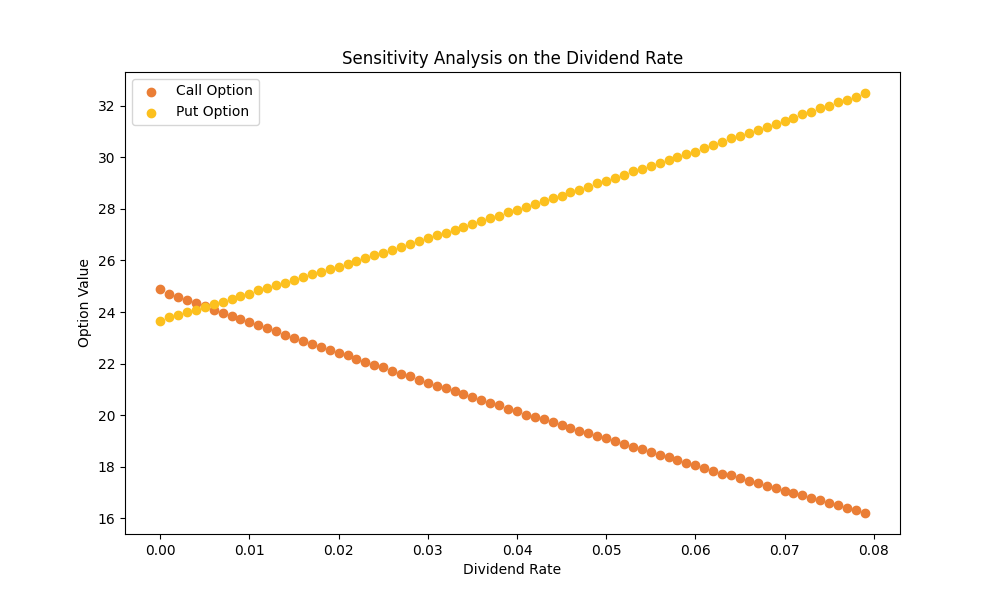 Sensitivity Analysis on the Dividend Rate
Call Option
Put Option
Option Value
32
30
28
26
24
22
20
18
16
0.00 0.01 0.02 0.03 0.04 0.05 0.06 0.07 0.08
Dividend Rate